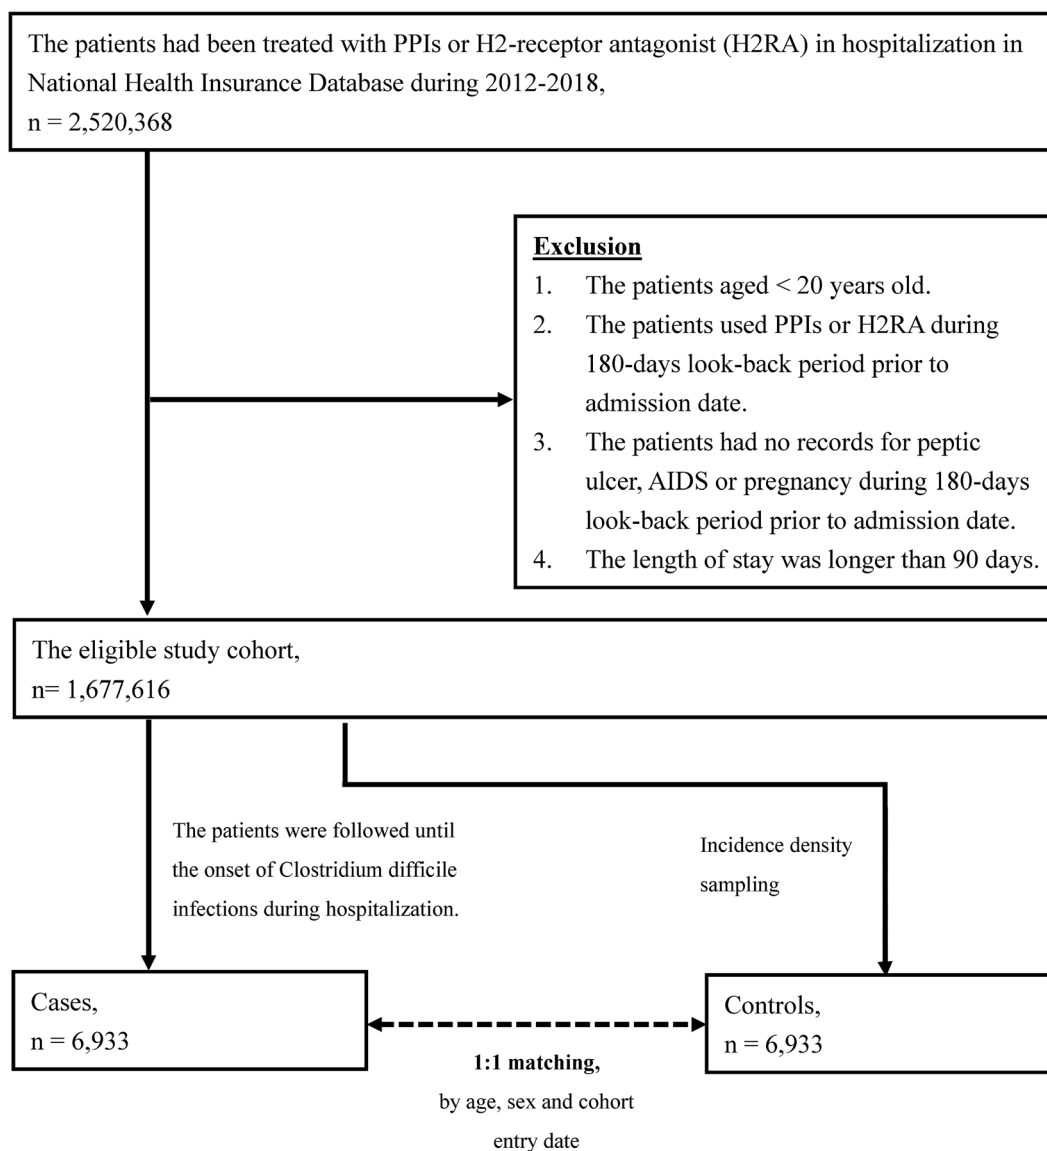 The patients had been treated with PPIs or H2-receptor antagonist (H2RA) in hospitalization in
National Health Insurance Database during 2012-2018,
n = 2,520,368
Exclusion
1. The patients aged < 20 years old.
2. The patients used PPIs or H2RA during
180-days look-back period prior to
admission date.
3. The patients had no records for peptic
ulcer, AIDS or pregnancy during 180-days
look-back period prior to admission date.
4. The length of stay was longer than 90 days.
The eligible study cohort,
n= 1,677,616
The patients were followed until
the onset of Clostridium difficile
infections during hospitalization.
Incidence density
sampling
Cases,
n = 6,933
Controls,
n = 6,933
1:1 matching,
by age, sex and cohort
entry date